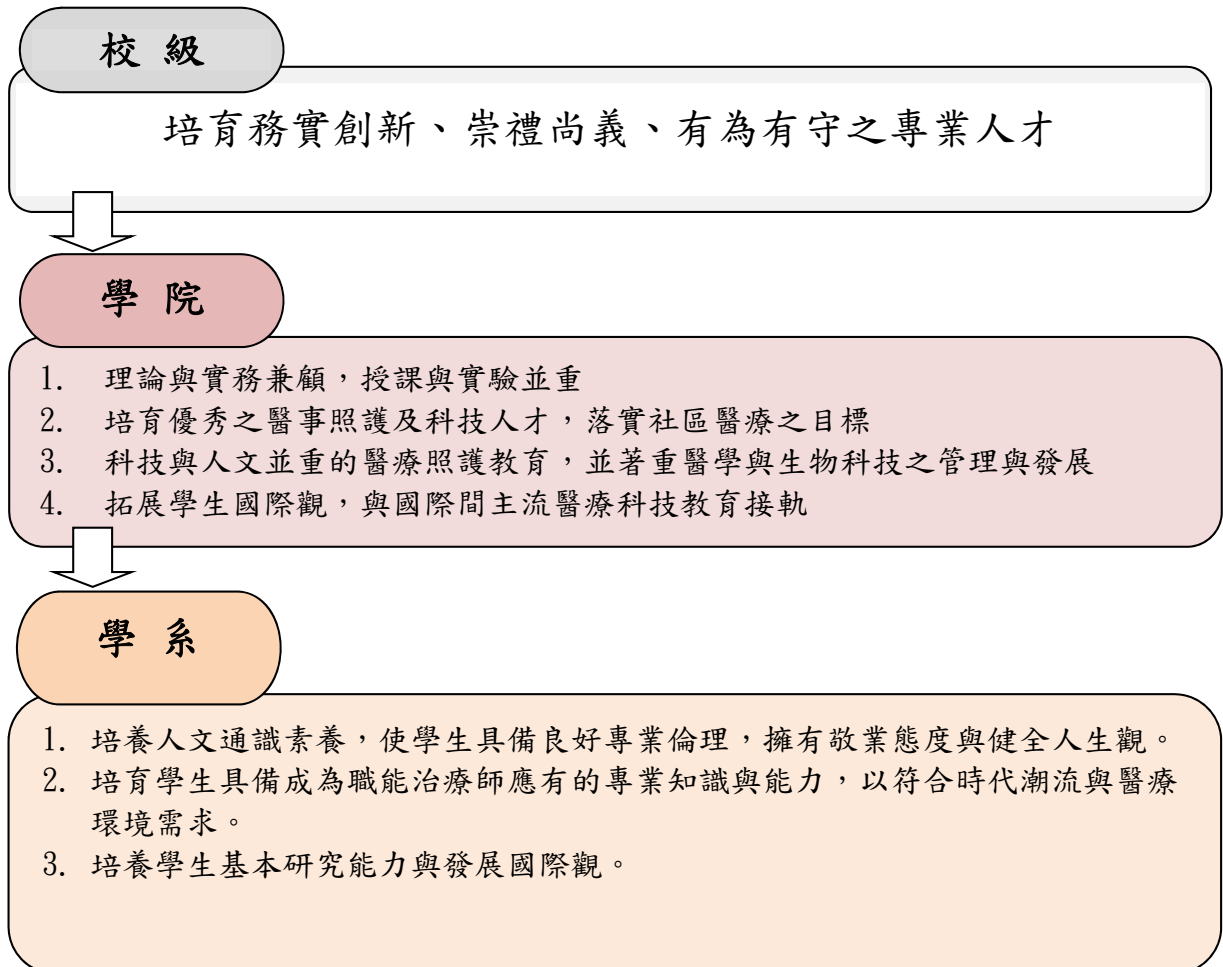 校 級
培育務實創新、崇禮尚義、有為有守之專業人才
學 院
1. 理論與實務兼顧，授課與實驗並重
2. 培育優秀之醫事照護及科技人才，落實社區醫療之目標
3. 科技與人文並重的醫療照護教育，並著重醫學與生物科技之管理與發展
4. 拓展學生國際觀，與國際間主流醫療科技教育接軌
學 系
1. 培養人文通識素養，使學生具備良好專業倫理，擁有敬業態度與健全人生觀。
2. 培育學生具備成為職能治療師應有的專業知識與能力，以符合時代潮流與醫療
環境需求。
3. 培養學生基本研究能力與發展國際觀。